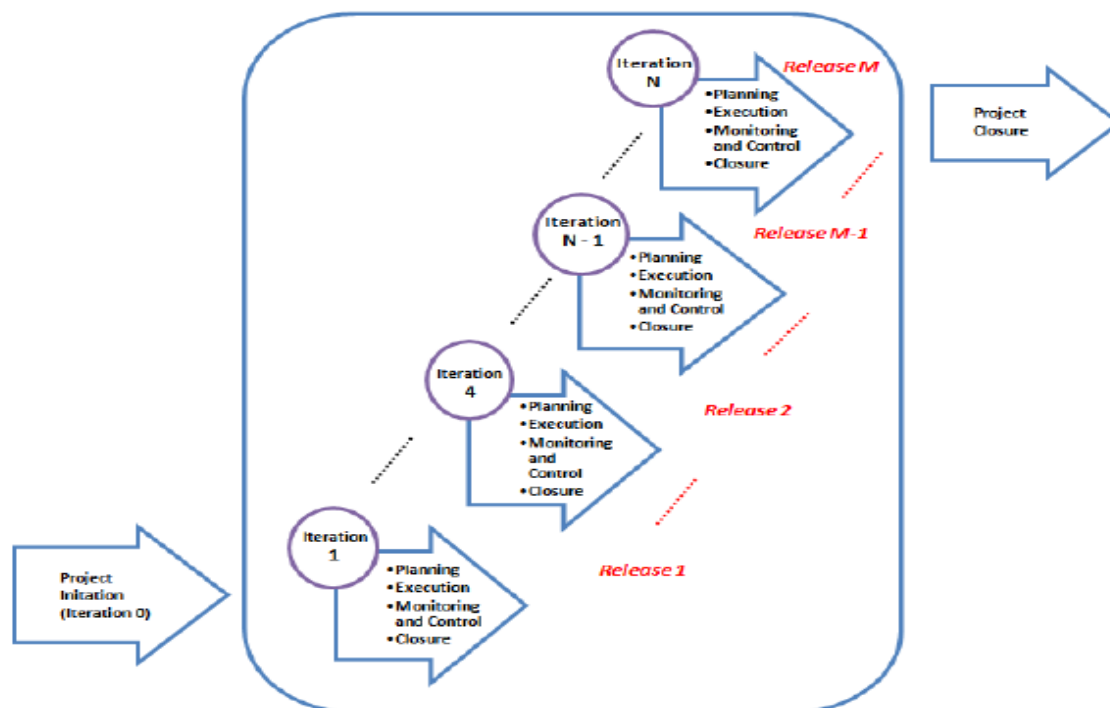 Iteration
N
Release M
•Planning
•Execution
•Monitoring
and Control
•Closure
Project
Closure
Iteration
N - 1
Release M-1
•Planning
•Execution
•Monitoring
and Control
•Closure
Iteration
4
•Planning
•Execution
•Monitoring
and
Control
•Closure
Release 2
Iteration
1
•Planning
•Execution
•Monitoring
and Control
•Closure
Release 1
Project
Initation
(Iteration 0)